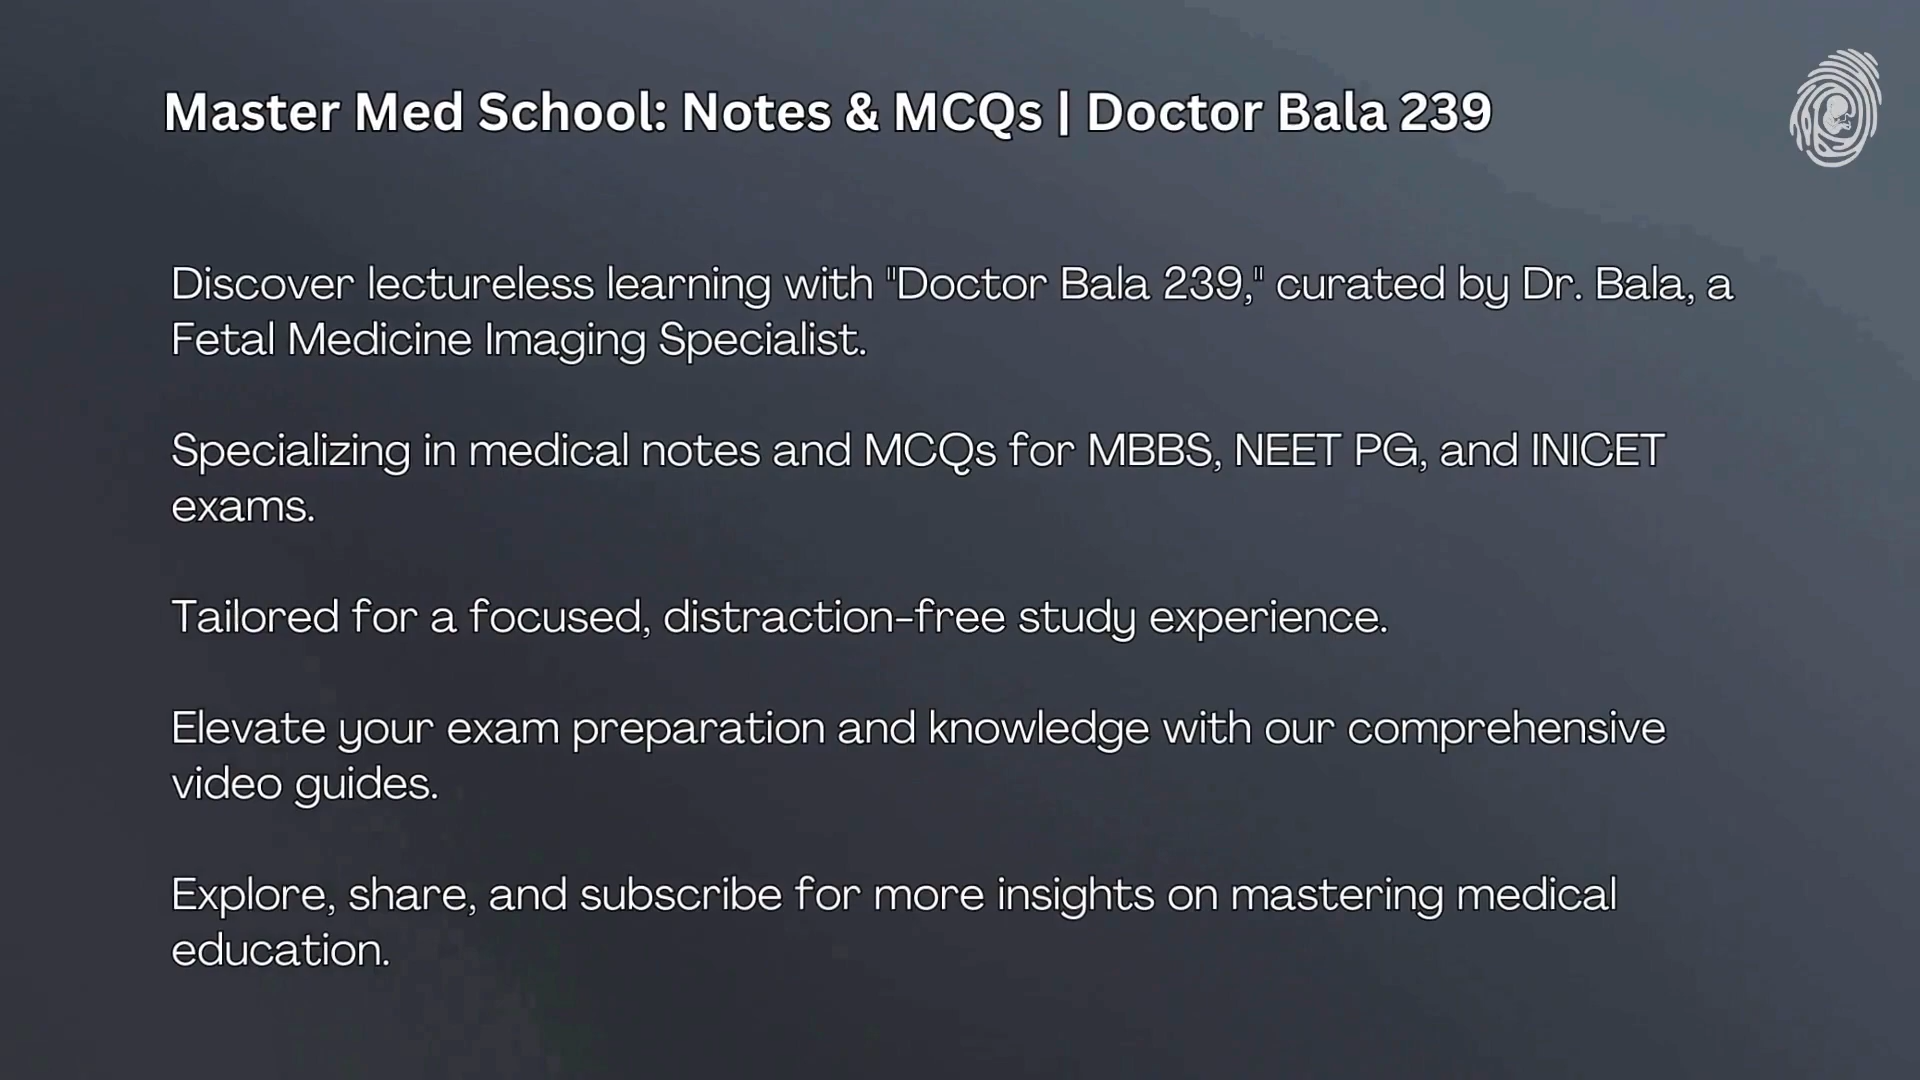 Master Med School: Notes & MCQs | Doctor Bala 239
Discover lectureless learning with "Doctor Bala 239," curated by Dr. Bala, a
Fetal Medicine Imaging Specialist.
Specializing in medical notes and MCQs for MBBS, NEET PG, and INICET
exams.
Tailored for a focused, distraction-free study experience.
Elevate your exam preparation and knowledge with our comprehensive
video guides.
Explore, share, and subscribe for more insights on mastering medical
education.